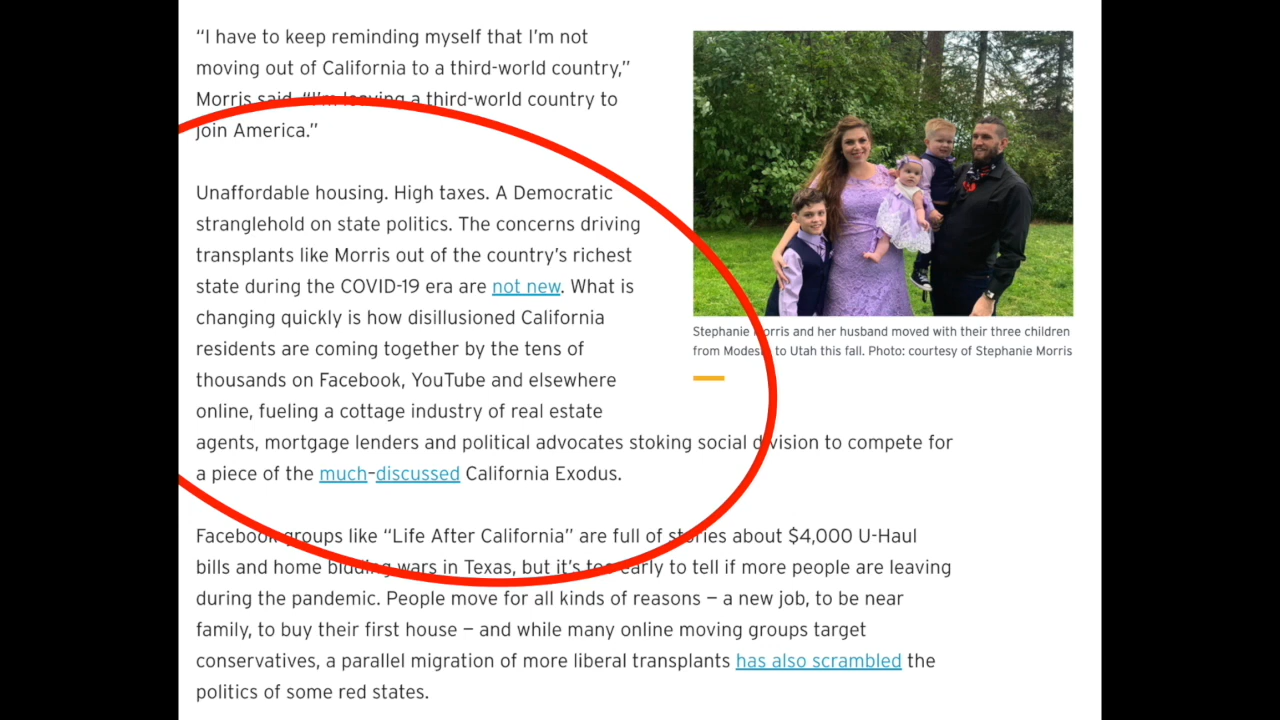 “I have to keep reminding myself that I’m not
moving out of California to a third-world country,”
Morris said. “I’m leaving a third-world country to
join America.”
Unaffordable housing. High taxes. A Democratic
stranglehold on state politics. The concerns driving
transplants like Morris out of the country’s richest
state during the COVID-19 era are not new. What is
changing quickly is how disillusioned California
residents are coming together by the tens of
thousands on Facebook, YouTube and elsewhere
online, fueling a cottage industry of real estate
agents, mortgage lenders and political advocates stoking social division to compete for
a piece of the much–discussed California Exodus.
Stephanie Morris and her husband moved with their three children
from Modesto to Utah this fall. Photo: courtesy of Stephanie Morris
Facebook groups like “Life After California” are full of stories about $4,000 U-Haul
bills and home bidding wars in Texas, but it’s too early to tell if more people are leaving
during the pandemic. People move for all kinds of reasons — a new job, to be near
family, to buy their first house — and while many online moving groups target
conservatives, a parallel migration of more liberal transplants has also scrambled the
politics of some red states.